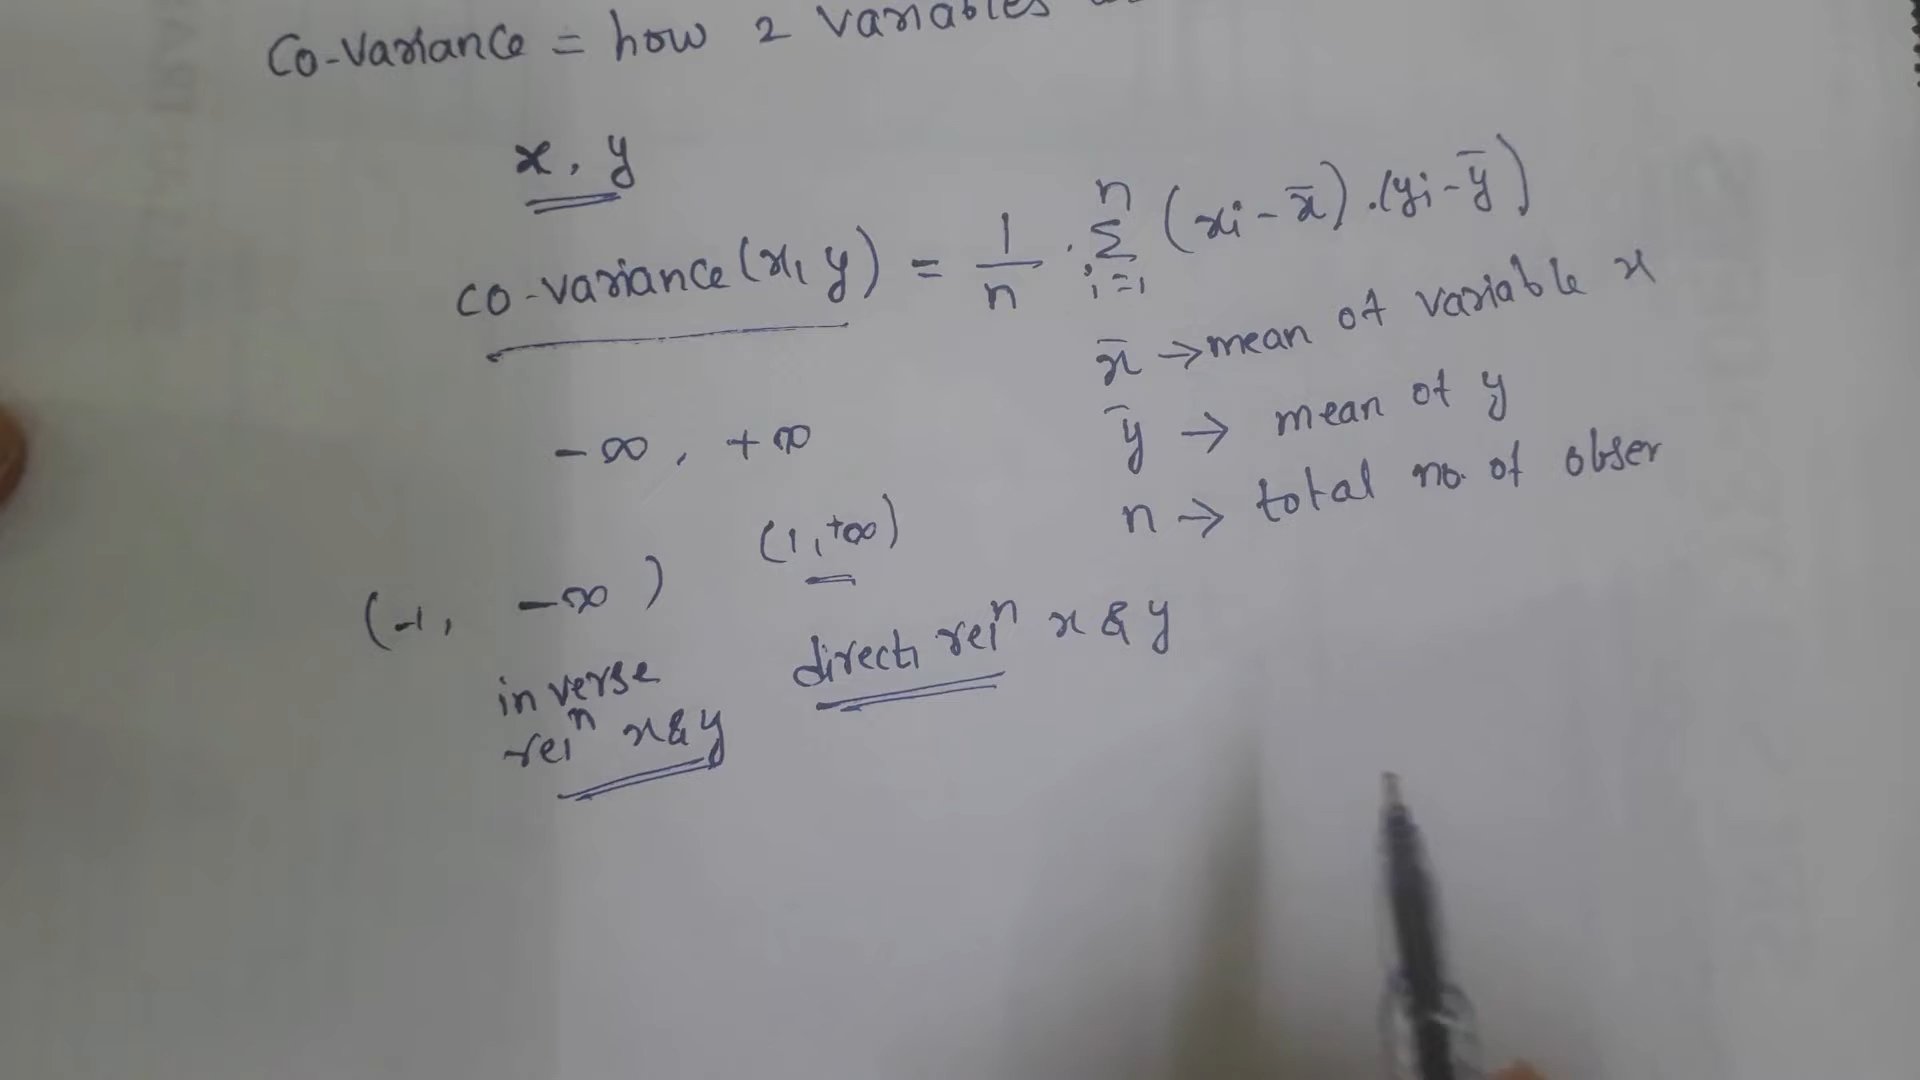 Co-variance = how 2 variables
x, y
co-variance(x, y) = 1/n . n Σ i=1 (xi - x̄) . (yi - ȳ)
x̄ → mean of variable x
-∞, +∞
ȳ → mean of y
n → total no. of obser
(1, +∞)
(-1, -∞)
direct relⁿ x & y
inverse
relⁿ x & y